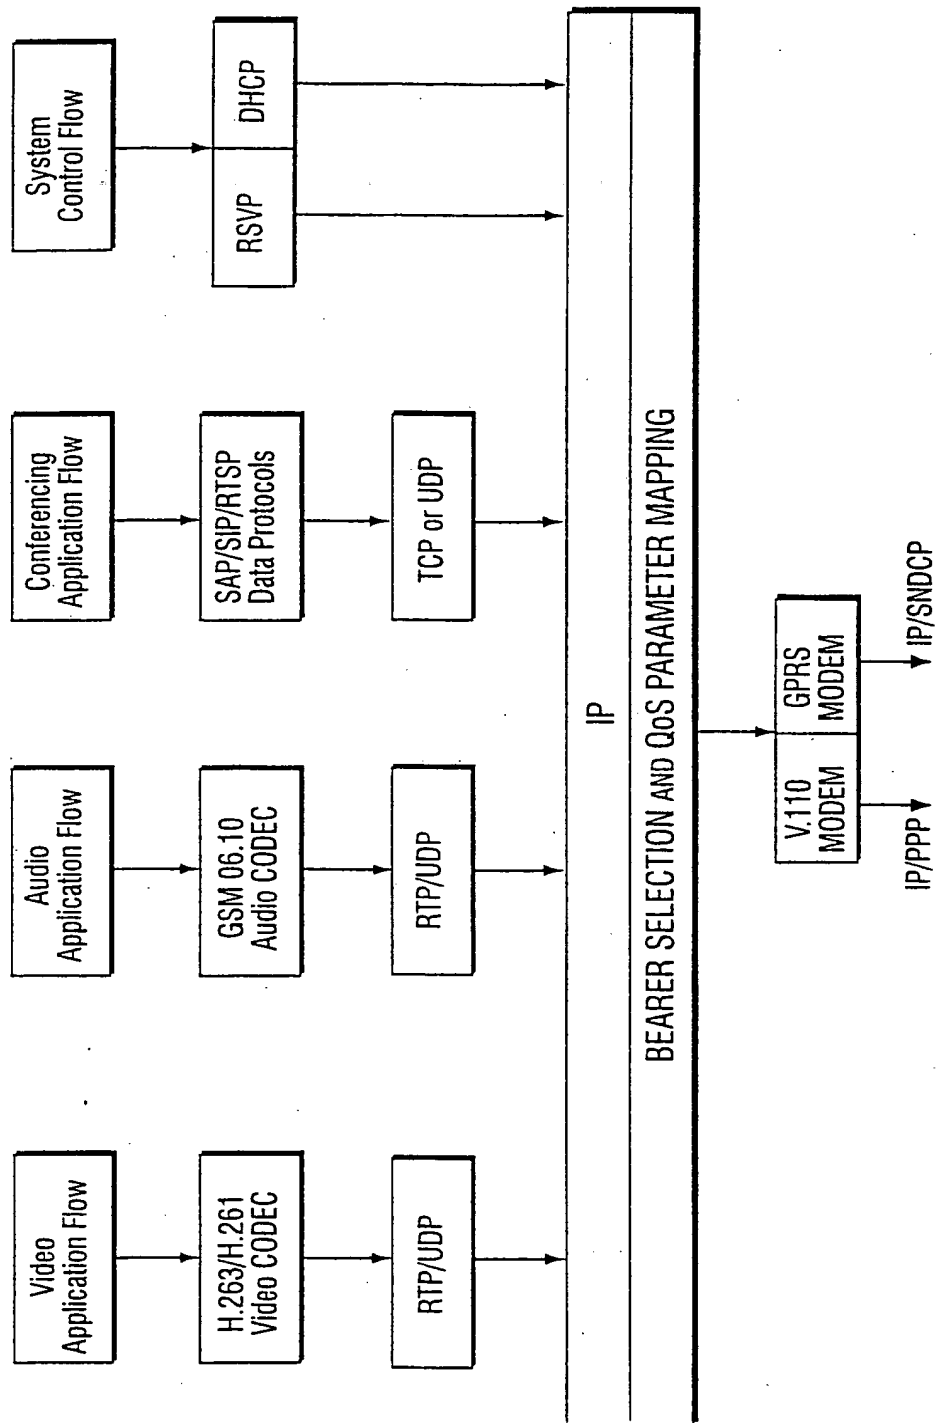 Video
Application Flow
H.263/H.261
Video CODEC
RTP/UDP
Audio
Application Flow
GSM 06.10
Audio CODEC
RTP/UDP
Conferencing
Application Flow
SAP/SIP/RTSP
Data Protocols
TCP or UDP
System
Control Flow
RSVP
DHCP
IP
BEARER SELECTION AND QoS PARAMETER MAPPING
V.110
MODEM
GPRS
MODEM
IP/PPP
IP/SNDCP